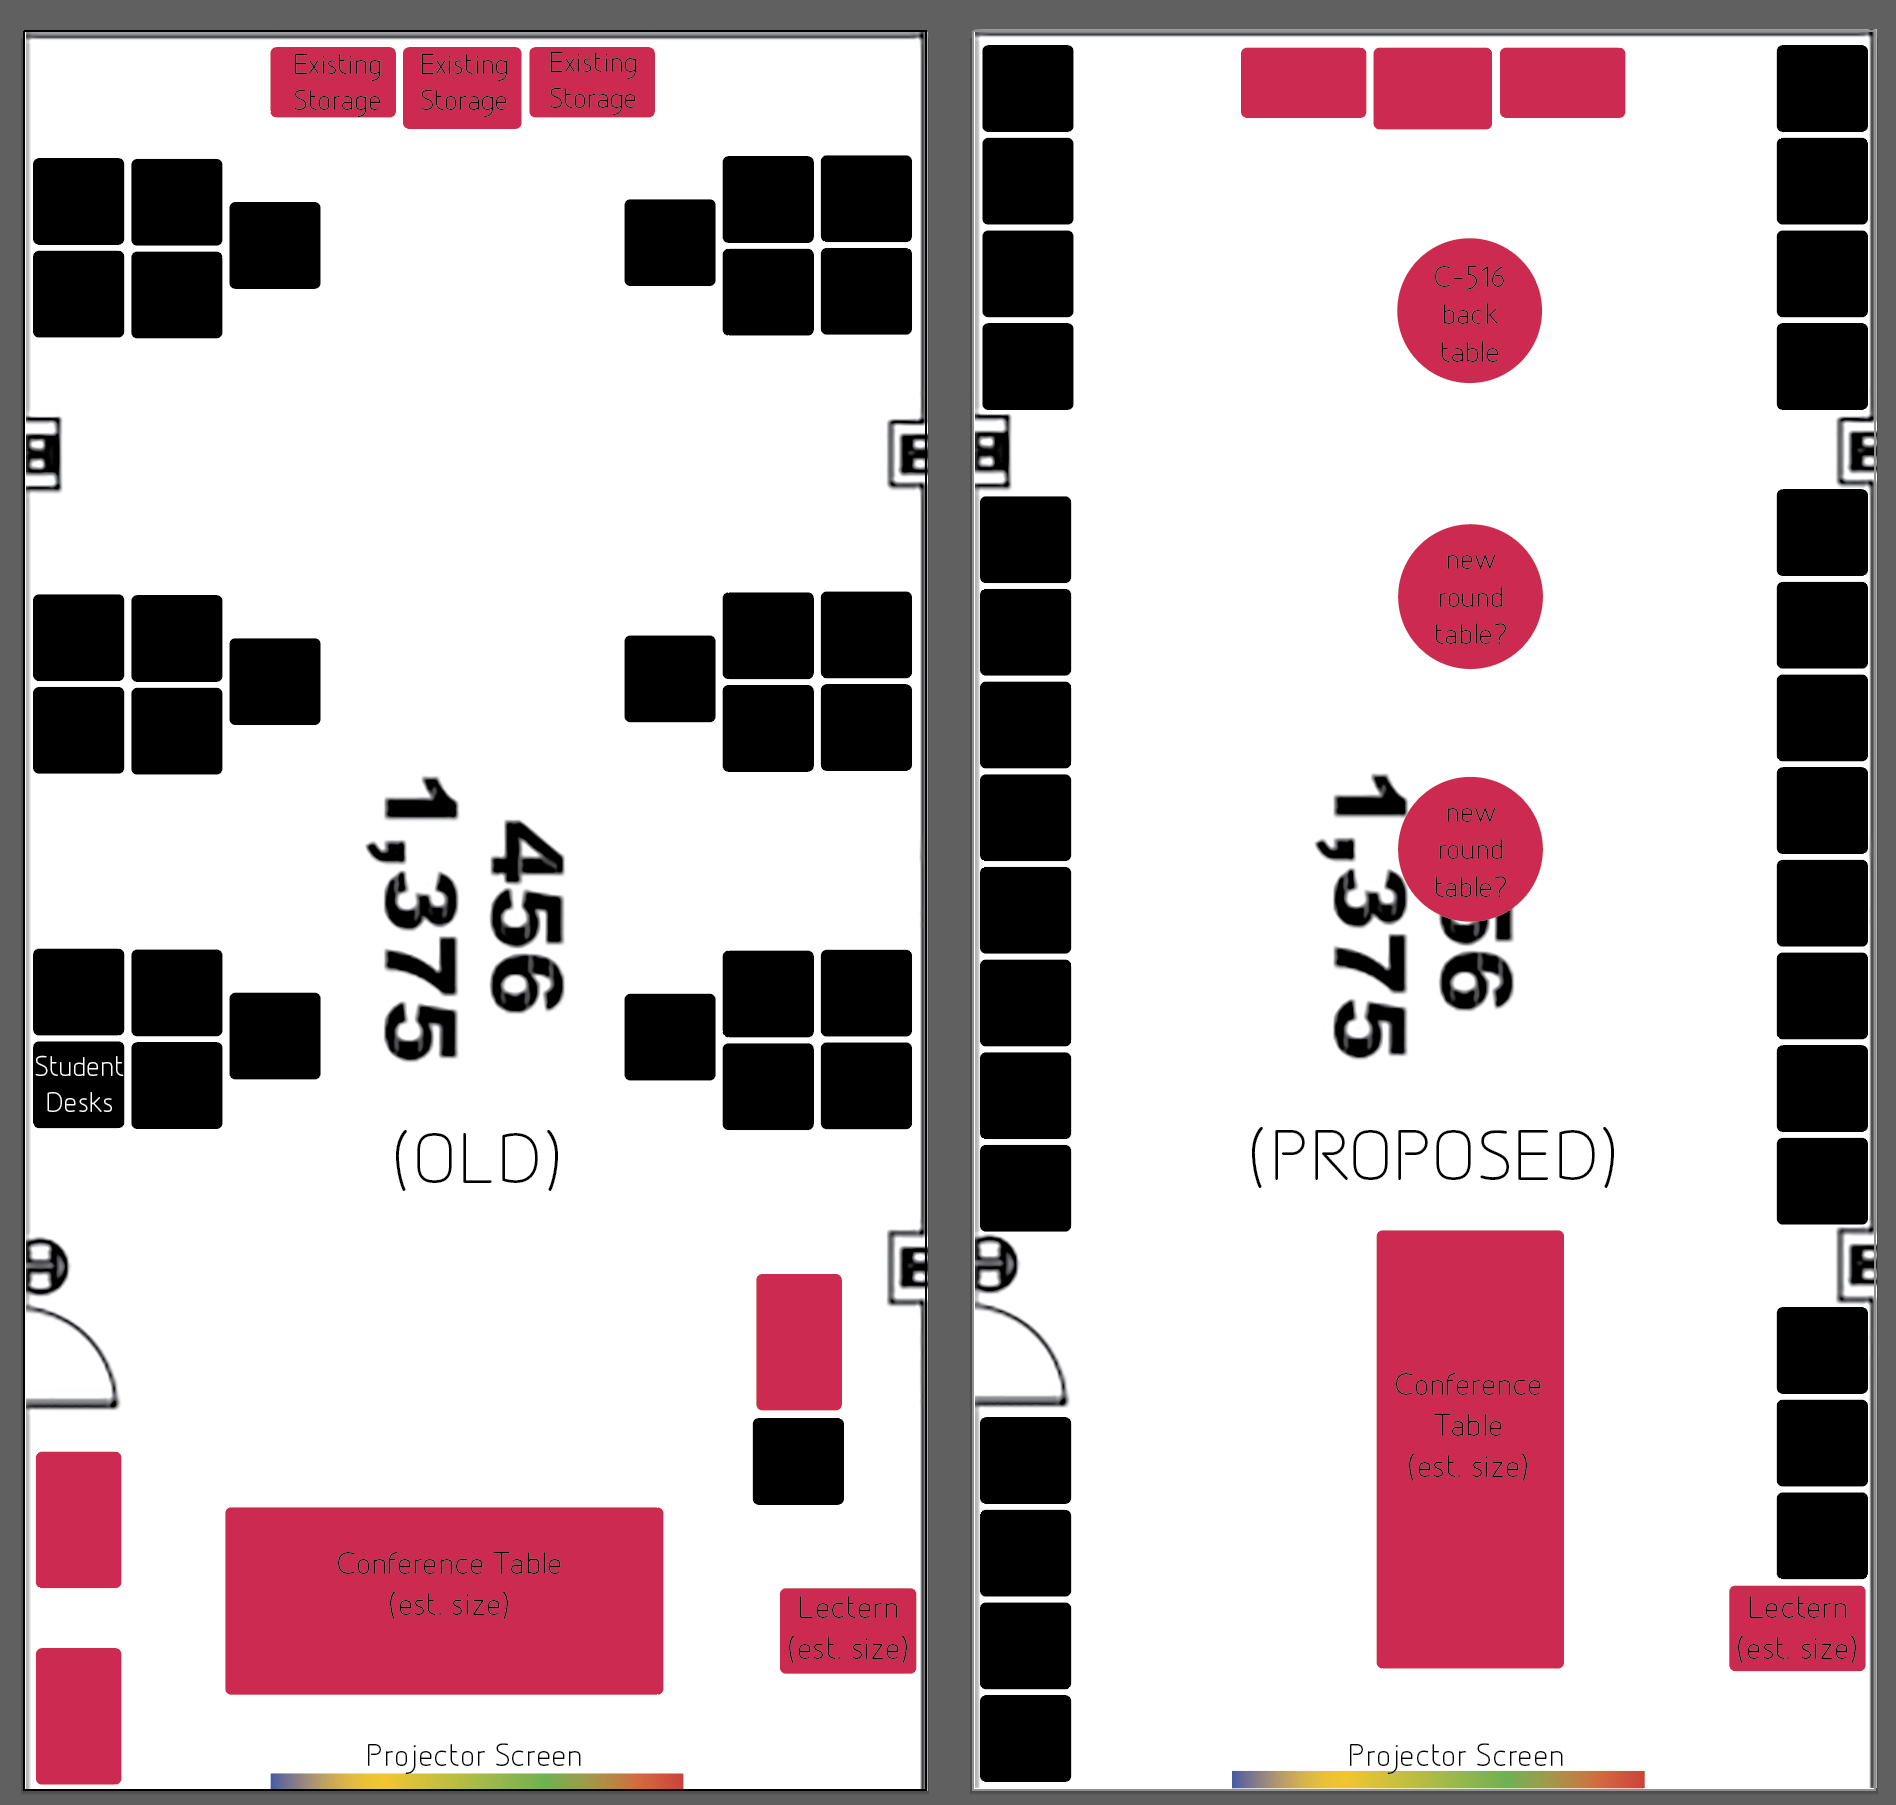 Existing
Storage
Existing
Storage
Existing
Storage
1,375
456
Student
Desks
(OLD)
Conference Table
(est. size)
Lectern
(est. size)
Projector Screen
C-516
back
table
new
round
table?
new
round
table?
1,375
56
(PROPOSED)
Conference
Table
(est. size)
Lectern
(est. size)
Projector Screen